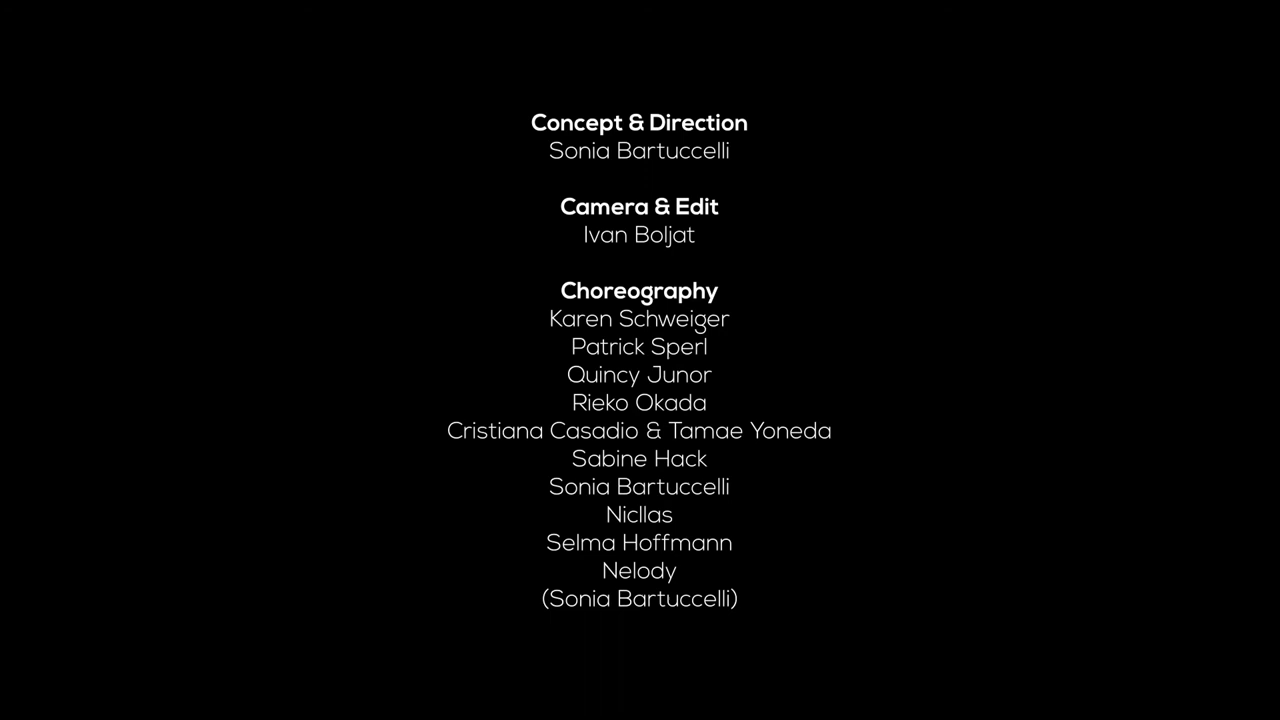 Concept & Direction
Sonia Bartuccelli
Camera & Edit
Ivan Boljat
Choreography
Karen Schweiger
Patrick Sperl
Quincy Junor
Rieko Okada
Cristiana Casadio & Tamae Yoneda
Sabine Hack
Sonia Bartuccelli
Nicllas
Selma Hoffmann
Nelody
(Sonia Bartuccelli)